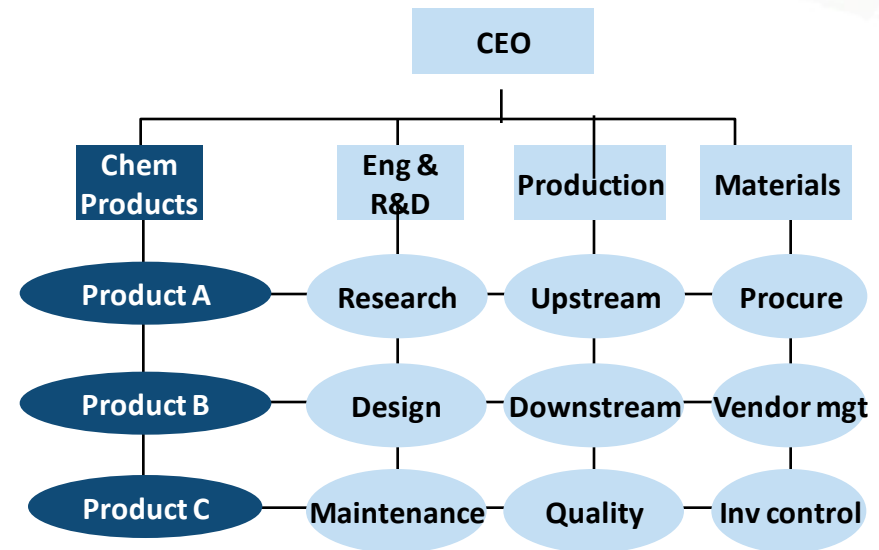 CEO
Chem
Products
Eng &
R&D
Production
Materials
Product A
Research
Upstream
Procure
Product B
Design
Downstream
Vendor mgt
Product C
Maintenance
Quality
Inv control